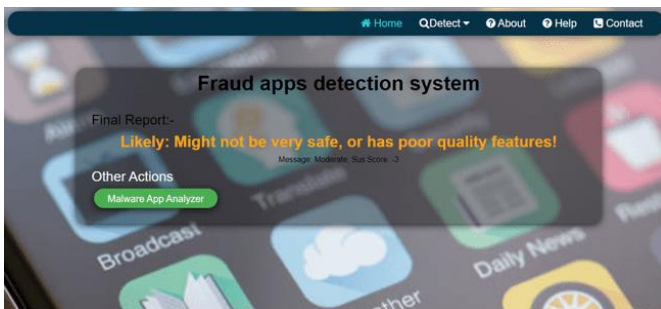 Home Detect About Help Contact
Fraud apps detection system
Final Report:-
Likely: Might not be very safe, or has poor quality features!
Message: Moderate, Sus Score: -3
Other Actions
Malware App Analyzer
Translate
Broadcast
Daily News